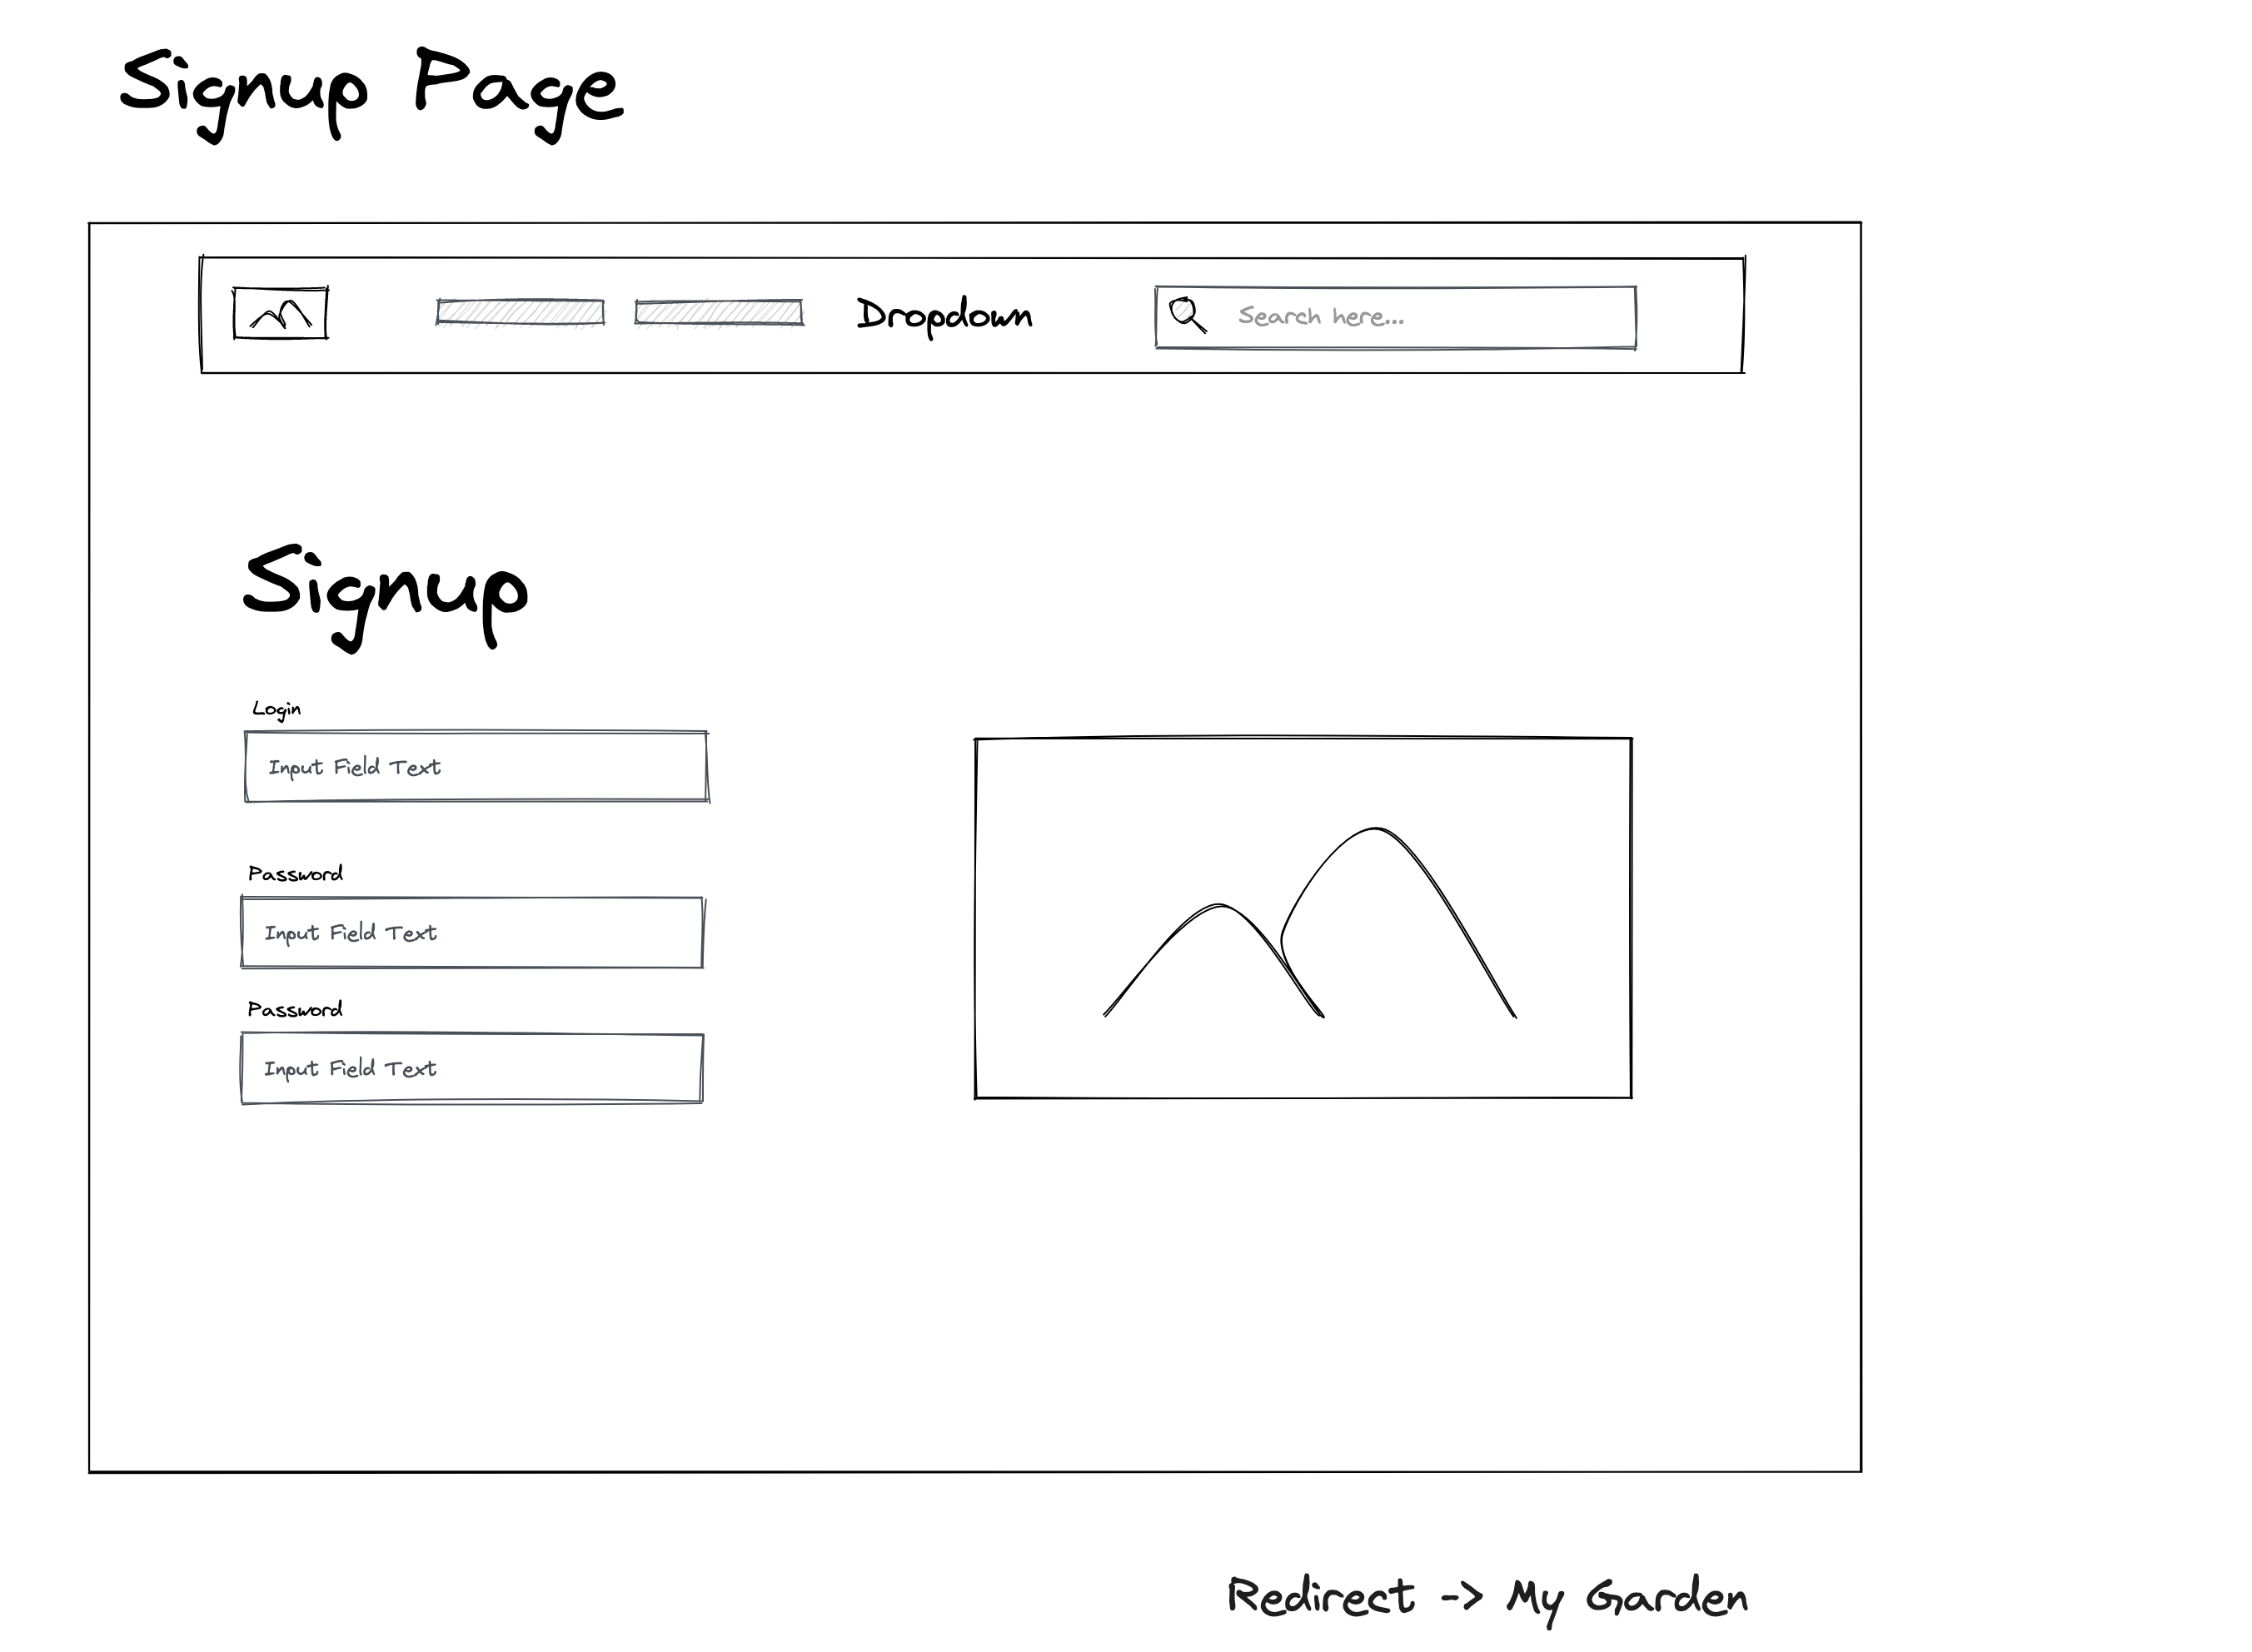 Signup Page
Dropdown
Search here...
Signup
Login
Input Field Text
Password
Input Field Text
Password
Input Field Text
Redirect -> My Garden